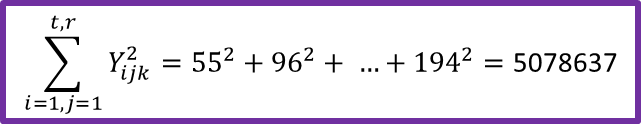 t,r
∑ Y²ᵢⱼₖ = 55² + 96² + … + 194² = 5078637
i=1,j=1